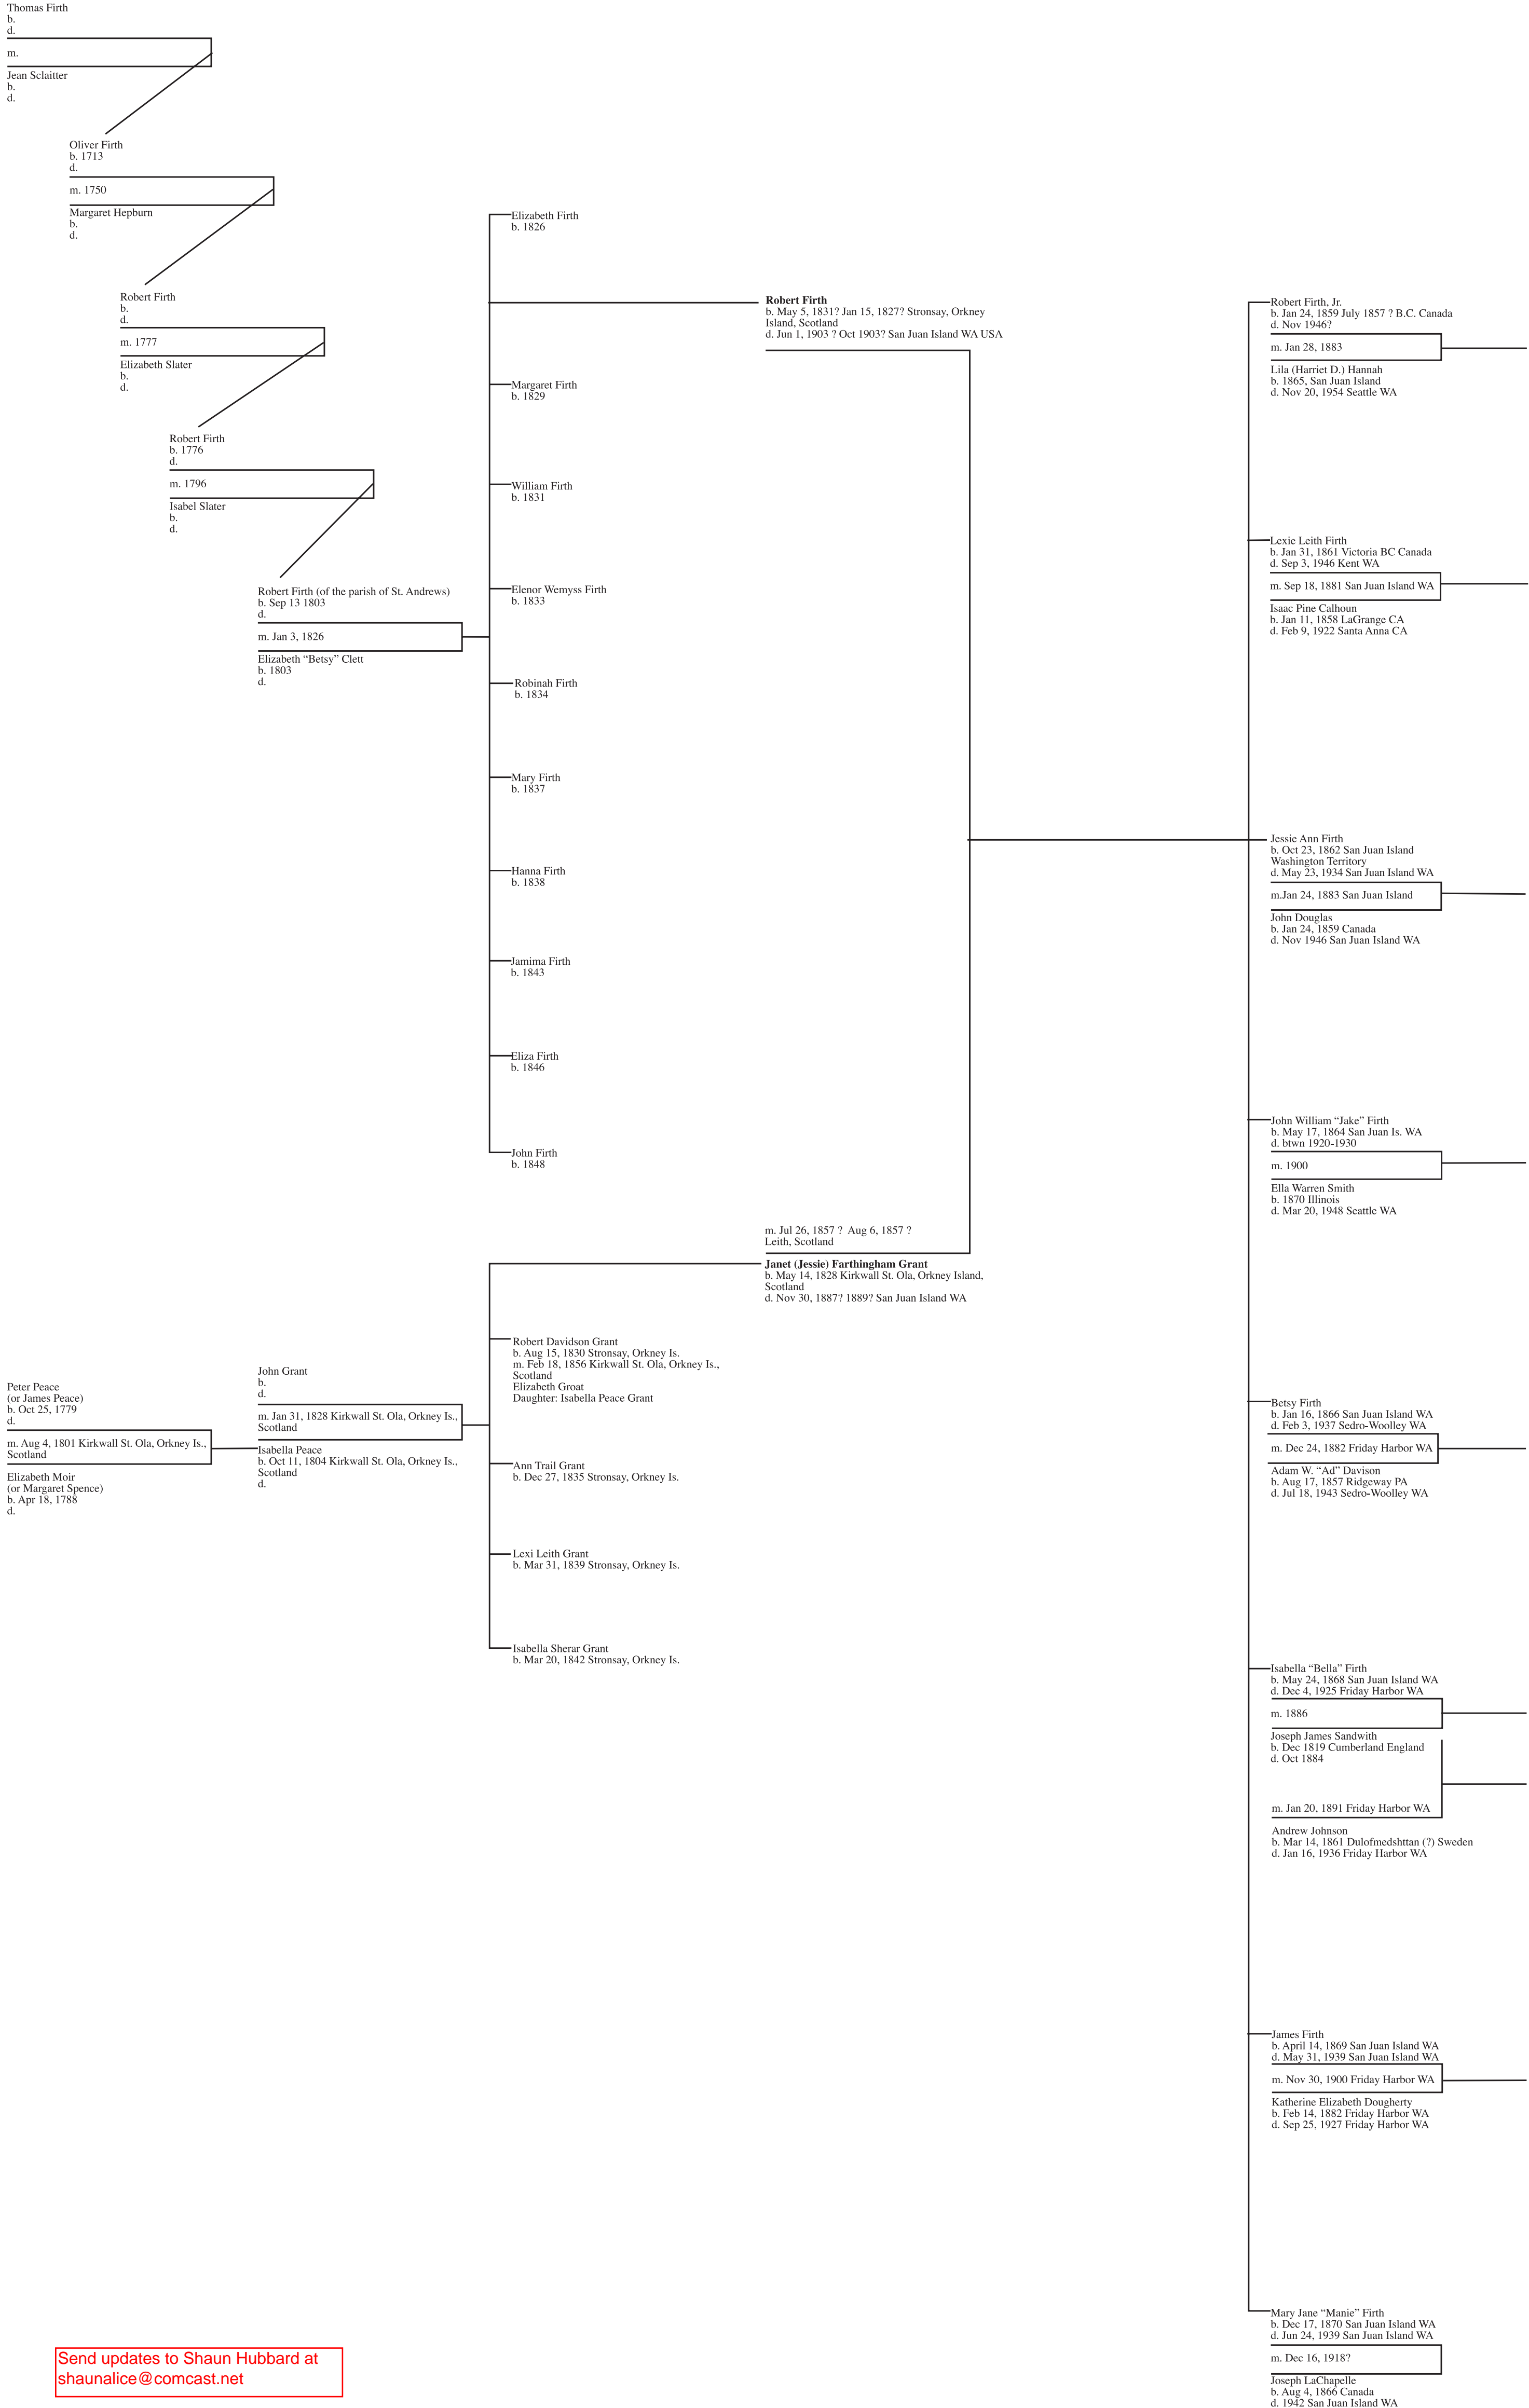 Thomas Firth
b.
d.
m.
Jean Sclaitter
b.
d.
Oliver Firth
b. 1713
d.
m. 1750
Margaret Hepburn
b.
d.
Robert Firth
b.
d.
m. 1777
Elizabeth Slater
b.
d.
Robert Firth
b. 1776
d.
m. 1796
Isabel Slater
b.
d.
Robert Firth (of the parish of St. Andrews)
b. Sep 13 1803
d.
m. Jan 3, 1826
Elizabeth “Betsy” Clett
b. 1803
d.
Peter Peace
(or James Peace)
b. Oct 25, 1779
d.
m. Aug 4, 1801 Kirkwall St. Ola, Orkney Is.,
Scotland
Elizabeth Moir
(or Margaret Spence)
b. Apr 18, 1788
d.
John Grant
b.
d.
m. Jan 31, 1828 Kirkwall St. Ola, Orkney Is.,
Scotland
Isabella Peace
b. Oct 11, 1804 Kirkwall St. Ola, Orkney Is.,
Scotland
d.
Elizabeth Firth
b. 1826
Margaret Firth
b. 1829
William Firth
b. 1831
Elenor Wemyss Firth
b. 1833
Robinah Firth
b. 1834
Mary Firth
b. 1837
Hanna Firth
b. 1838
Jamima Firth
b. 1843
Eliza Firth
b. 1846
John Firth
b. 1848
Robert Davidson Grant
b. Aug 15, 1830 Stronsay, Orkney Is.
m. Feb 18, 1856 Kirkwall St. Ola, Orkney Is.,
Scotland
Elizabeth Groat
Daughter: Isabella Peace Grant
Ann Trail Grant
b. Dec 27, 1835 Stronsay, Orkney Is.
Lexi Leith Grant
b. Mar 31, 1839 Stronsay, Orkney Is.
Isabella Sherar Grant
b. Mar 20, 1842 Stronsay, Orkney Is.
Robert Firth
b. May 5, 1831? Jan 15, 1827? Stronsay, Orkney
Island, Scotland
d. Jun 1, 1903 ? Oct 1903? San Juan Island WA USA
m. Jul 26, 1857 ? Aug 6, 1857 ?
Leith, Scotland
Janet (Jessie) Farthingham Grant
b. May 14, 1828 Kirkwall St. Ola, Orkney Island,
Scotland
d. Nov 30, 1887? 1889? San Juan Island WA
Robert Firth, Jr.
b. Jan 24, 1859 July 1857 ? B.C. Canada
d. Nov 1946?
m. Jan 28, 1883
Lila (Harriet D.) Hannah
b. 1865, San Juan Island
d. Nov 20, 1954 Seattle WA
Lexie Leith Firth
b. Jan 31, 1861 Victoria BC Canada
d. Sep 3, 1946 Kent WA
m. Sep 18, 1881 San Juan Island WA
Isaac Pine Calhoun
b. Jan 11, 1858 LaGrange CA
d. Feb 9, 1922 Santa Anna CA
Jessie Ann Firth
b. Oct 23, 1862 San Juan Island
Washington Territory
d. May 23, 1934 San Juan Island WA
m.Jan 24, 1883 San Juan Island
John Douglas
b. Jan 24, 1859 Canada
d. Nov 1946 San Juan Island WA
John William “Jake” Firth
b. May 17, 1864 San Juan Is. WA
d. btwn 1920-1930
m. 1900
Ella Warren Smith
b. 1870 Illinois
d. Mar 20, 1948 Seattle WA
Betsy Firth
b. Jan 16, 1866 San Juan Island WA
d. Feb 3, 1937 Sedro-Woolley WA
m. Dec 24, 1882 Friday Harbor WA
Adam W. “Ad” Davison
b. Aug 17, 1857 Ridgeway PA
d. Jul 18, 1943 Sedro-Woolley WA
Isabella “Bella” Firth
b. May 24, 1868 San Juan Island WA
d. Dec 4, 1925 Friday Harbor WA
m. 1886
Joseph James Sandwith
b. Dec 1819 Cumberland England
d. Oct 1884
m. Jan 20, 1891 Friday Harbor WA
Andrew Johnson
b. Mar 14, 1861 Dulofmedshttan (?) Sweden
d. Jan 16, 1936 Friday Harbor WA
James Firth
b. April 14, 1869 San Juan Island WA
d. May 31, 1939 San Juan Island WA
m. Nov 30, 1900 Friday Harbor WA
Katherine Elizabeth Dougherty
b. Feb 14, 1882 Friday Harbor WA
d. Sep 25, 1927 Friday Harbor WA
Mary Jane “Manie” Firth
b. Dec 17, 1870 San Juan Island WA
d. Jun 24, 1939 San Juan Island WA
m. Dec 16, 1918?
Joseph LaChapelle
b. Aug 4, 1866 Canada
d. 1942 San Juan Island WA
Send updates to Shaun Hubbard at
shaunalice@comcast.net